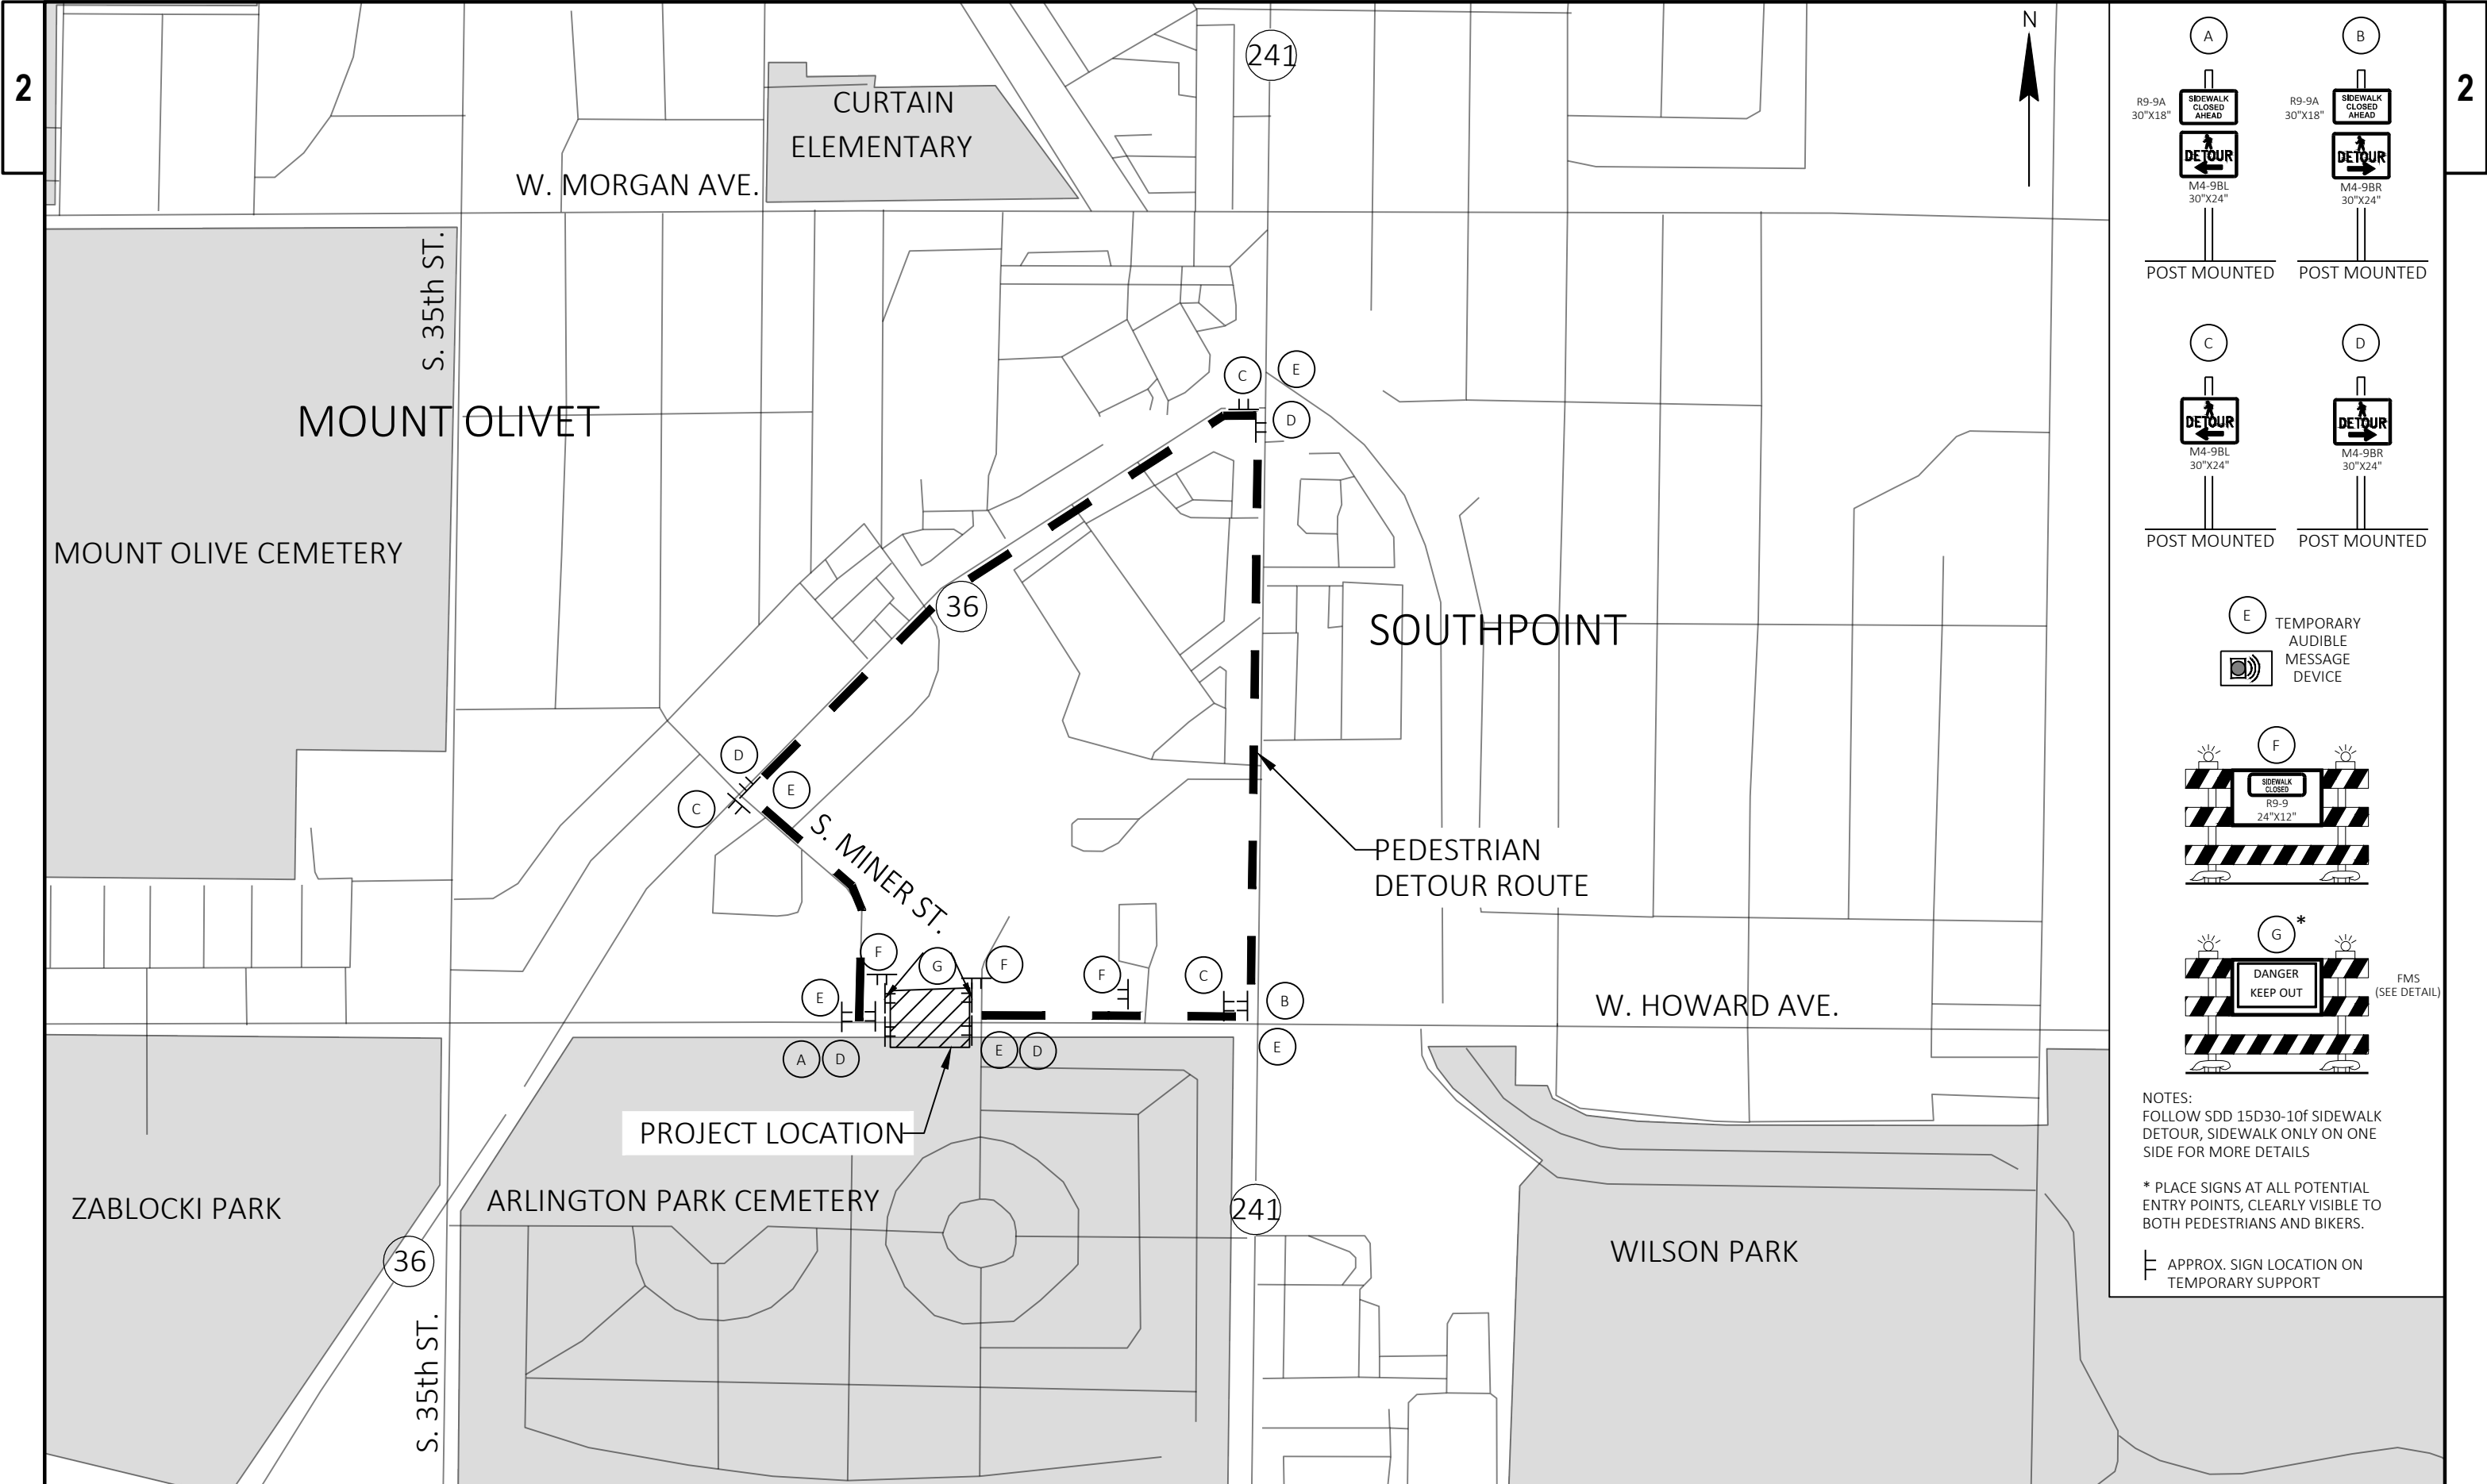 2
2
241
N
CURTAIN
ELEMENTARY
W. MORGAN AVE.
S. 35th ST.
MOUNT OLIVET
MOUNT OLIVE CEMETERY
C
E
D
36
SOUTHPOINT
D
E
C
S. MINER ST.
PEDESTRIAN
DETOUR ROUTE
F
G
F
F
C
E
B
W. HOWARD AVE.
A
D
E
D
E
PROJECT LOCATION
ZABLOCKI PARK
ARLINGTON PARK CEMETERY
241
WILSON PARK
36
S. 35th ST.
A
R9-9A
30"X18"
SIDEWALK
CLOSED
AHEAD
DETOUR
M4-9BL
30"X24"
POST MOUNTED
B
R9-9A
30"X18"
SIDEWALK
CLOSED
AHEAD
DETOUR
M4-9BR
30"X24"
POST MOUNTED
C
DETOUR
M4-9BL
30"X24"
POST MOUNTED
D
DETOUR
M4-9BR
30"X24"
POST MOUNTED
E
TEMPORARY
AUDIBLE
MESSAGE
DEVICE
F
SIDEWALK
CLOSED
R9-9
24"X12"
G *
DANGER
KEEP OUT
FMS
(SEE DETAIL)
NOTES:
FOLLOW SDD 15D30-10f SIDEWALK
DETOUR, SIDEWALK ONLY ON ONE
SIDE FOR MORE DETAILS
* PLACE SIGNS AT ALL POTENTIAL
ENTRY POINTS, CLEARLY VISIBLE TO
BOTH PEDESTRIANS AND BIKERS.
APPROX. SIGN LOCATION ON
TEMPORARY SUPPORT